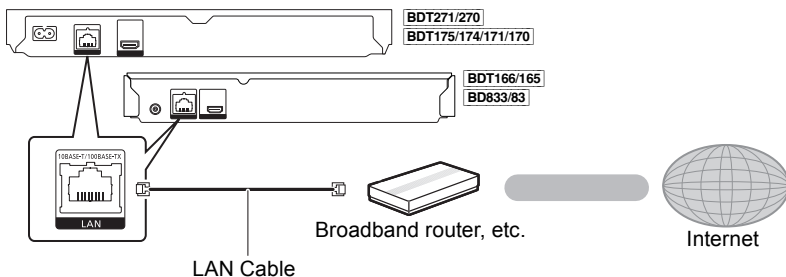 BDT271/270
BDT175/174/171/170
BDT166/165
BD833/83
10BASE-T/100BASE-TX
LAN
Broadband router, etc.
Internet
LAN Cable